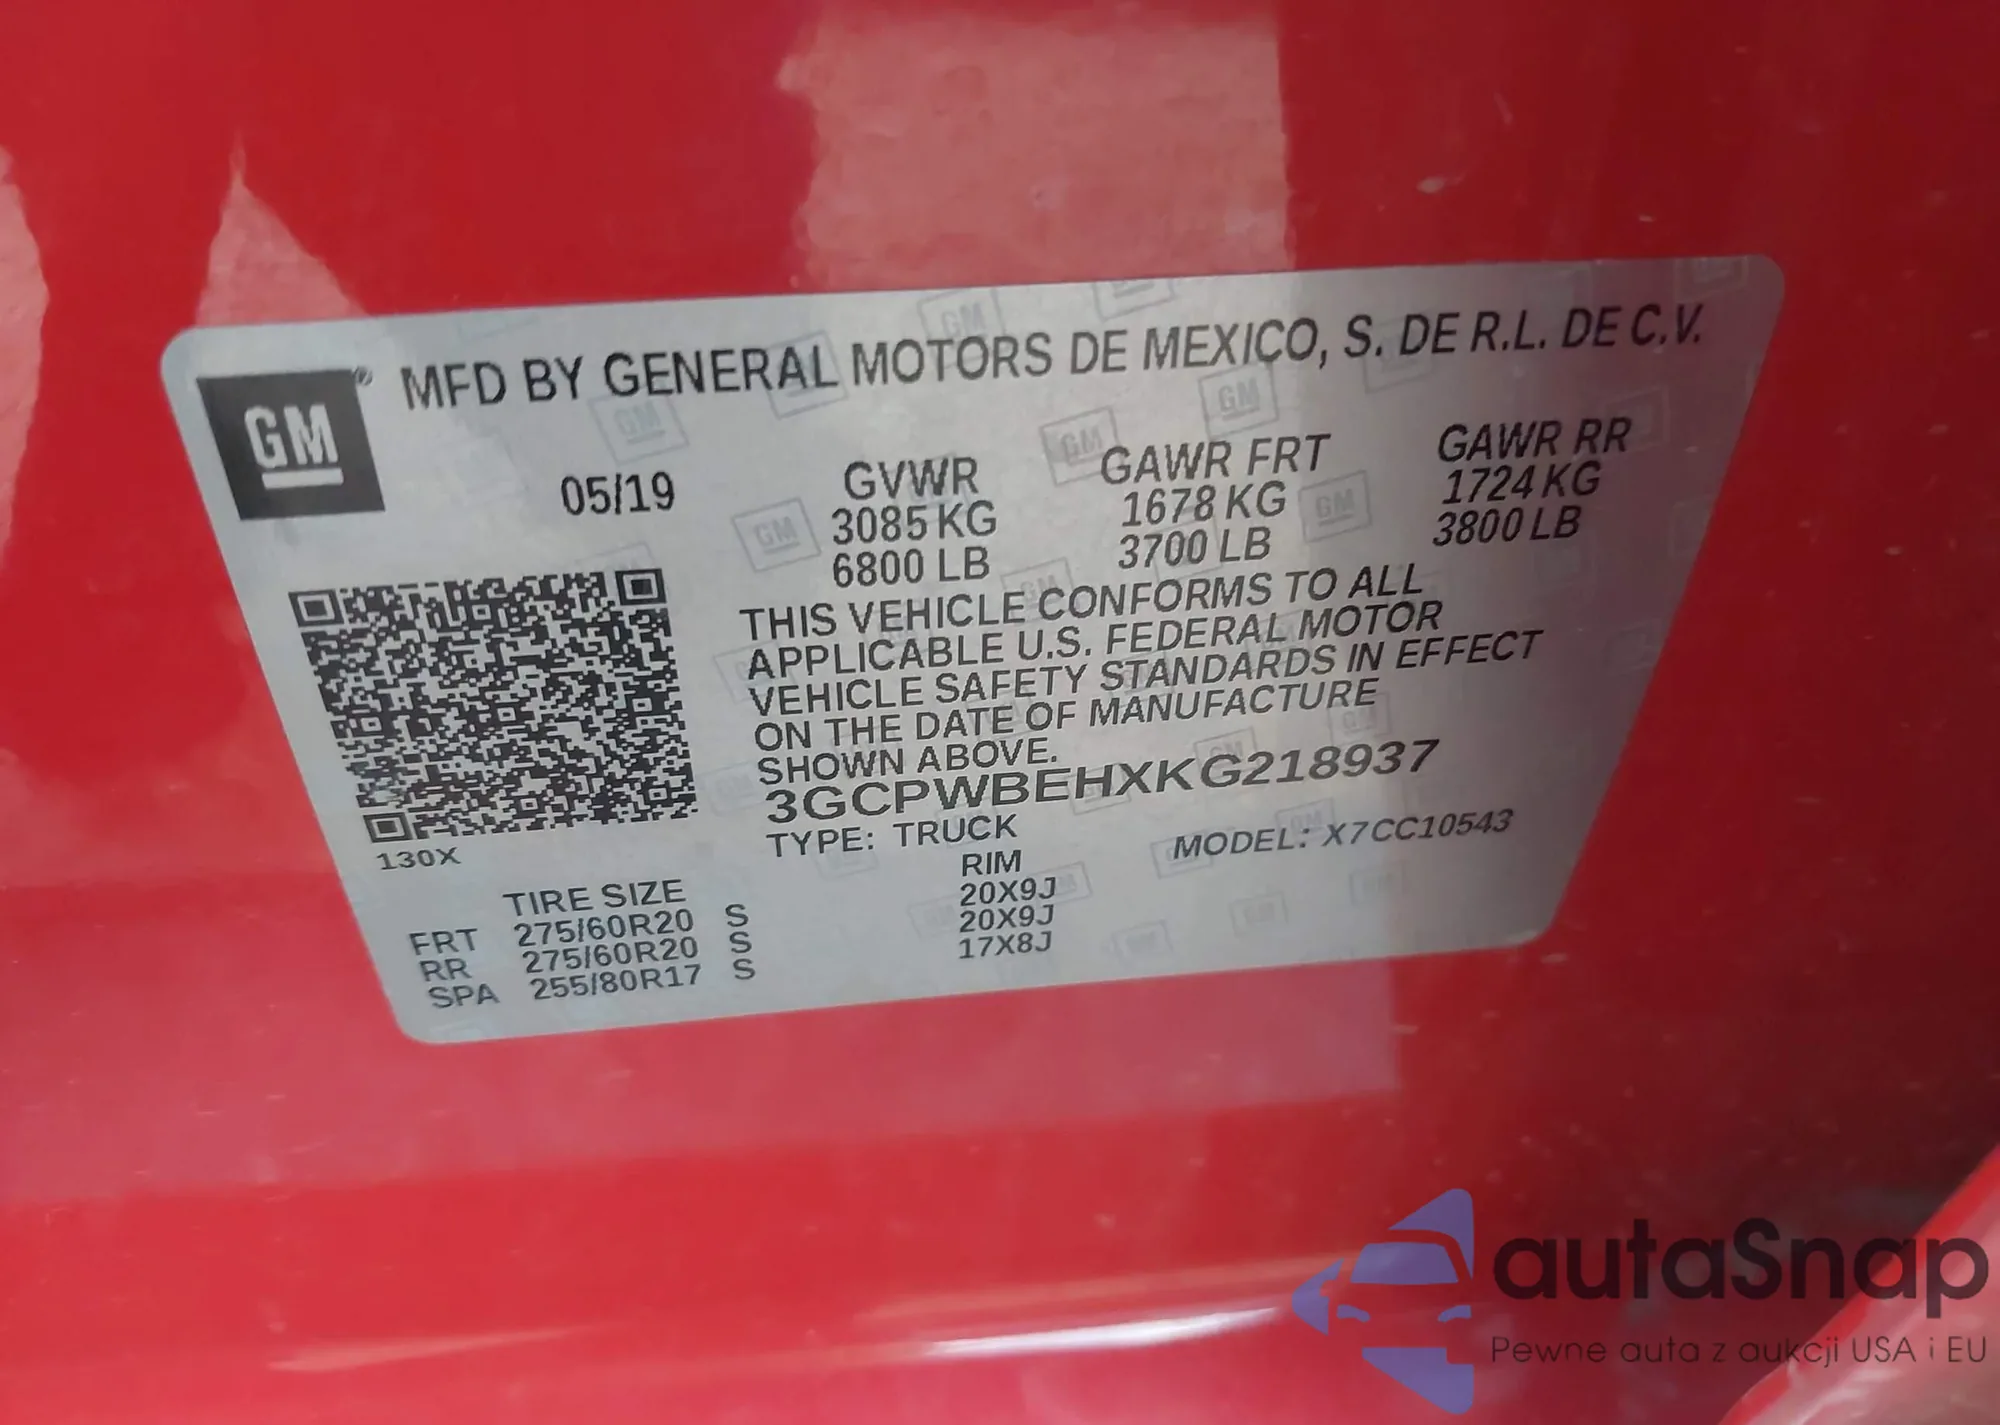 GM
MFD BY GENERAL MOTORS DE MEXICO, S. DE R.L. DE C.V.
05/19
GVWR
3085 KG
6800 LB
GAWR FRT
1678 KG
3700 LB
GAWR RR
1724 KG
3800 LB
THIS VEHICLE CONFORMS TO ALL
APPLICABLE U.S. FEDERAL MOTOR
VEHICLE SAFETY STANDARDS IN EFFECT
ON THE DATE OF MANUFACTURE
SHOWN ABOVE.
3GCPWBEHXKG218937
TYPE: TRUCK MODEL: X7CC10543
130X
TIRE SIZE RIM
FRT 275/60R20 S 20X9J
RR 275/60R20 S 20X9J
SPA 255/80R17 S 17X8J
autaSnap
Pewne auta z aukcji USA i EU